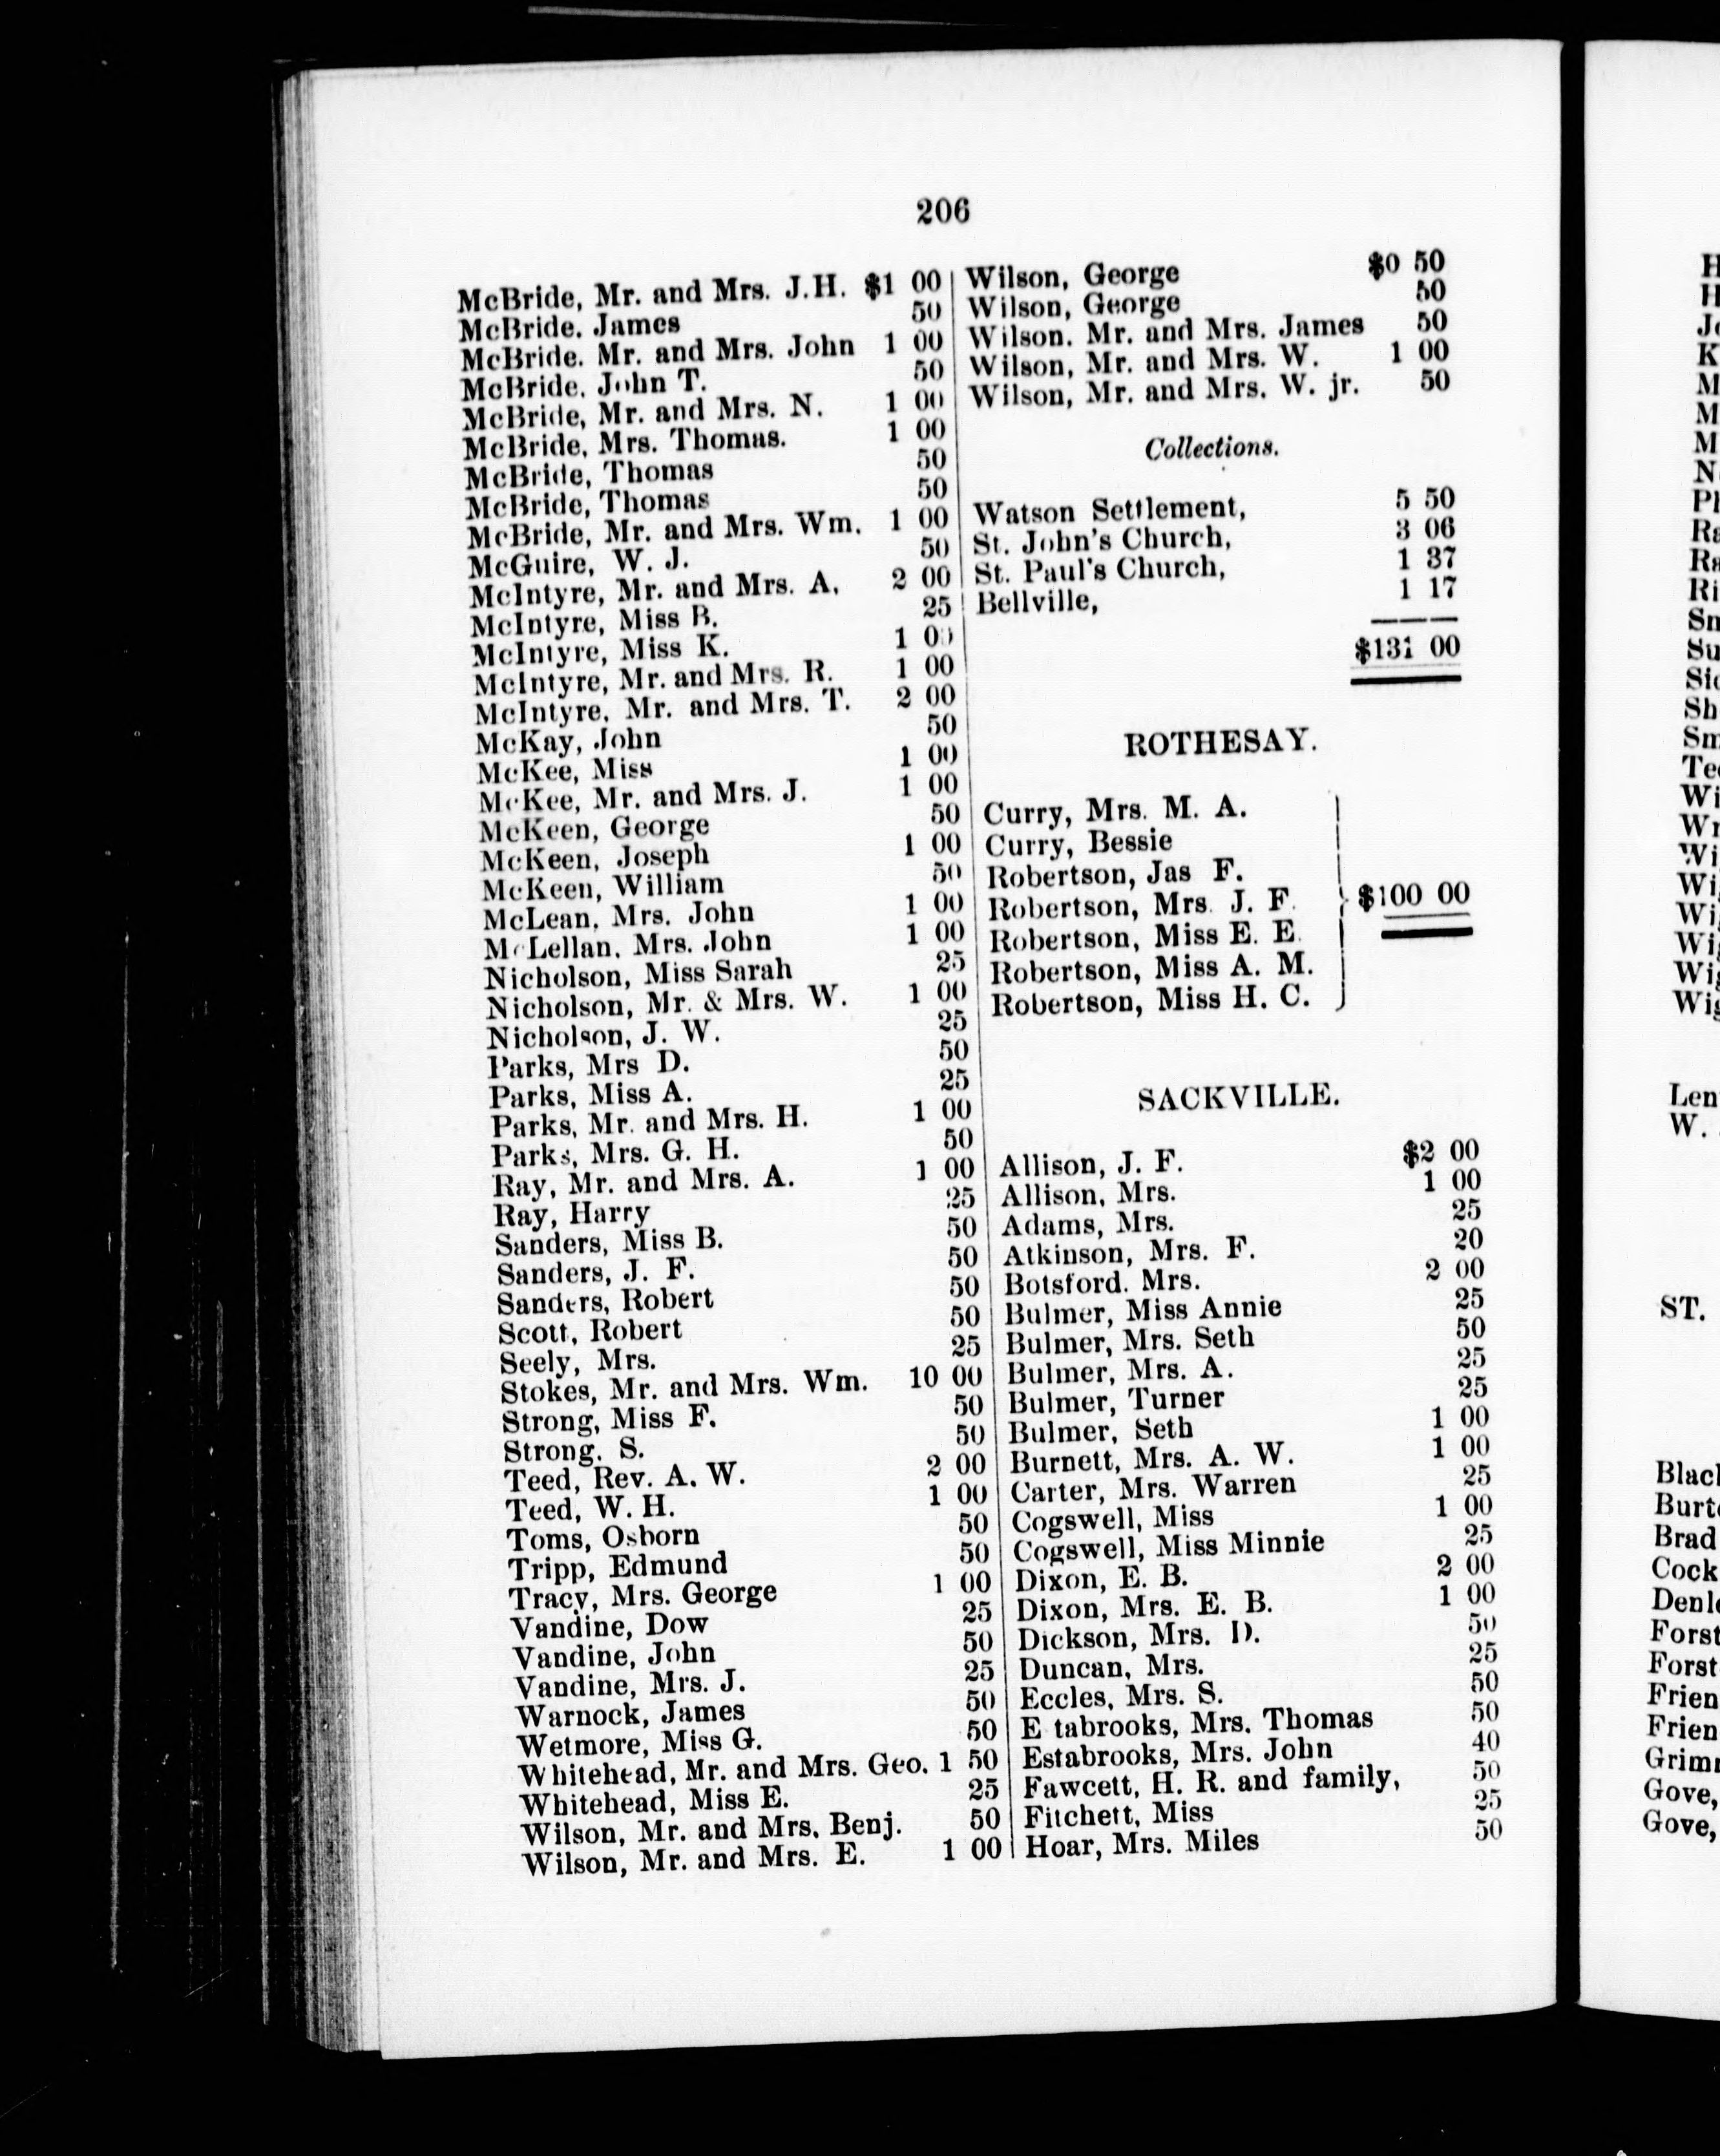 206
McBride, Mr. and Mrs. J.H. $1 00
McBride. James 50
McBride. Mr. and Mrs. John 1 00
McBride. John T. 50
McBride, Mr. and Mrs. N. 1 00
McBride, Mrs. Thomas. 1 00
McBride, Thomas 50
McBride, Thomas 50
McBride, Mr. and Mrs. Wm. 1 00
McGuire, W. J. 50
McIntyre, Mr. and Mrs. A. 2 00
McIntyre, Miss B. 25
McIntyre, Miss K. 1 00
McIntyre, Mr. and Mrs. R. 1 00
McIntyre, Mr. and Mrs. T. 2 00
McKay, John 50
McKee, Miss 1 00
McKee, Mr. and Mrs. J. 1 00
McKeen, George 50
McKeen, Joseph 1 00
McKeen, William 50
McLean, Mrs. John 1 00
McLellan, Mrs. John 1 00
Nicholson, Miss Sarah 25
Nicholson, Mr. & Mrs. W. 1 00
Nicholson, J. W. 25
Parks, Mrs D. 50
Parks, Miss A. 25
Parks, Mr. and Mrs. H. 1 00
Parks, Mrs. G. H. 50
Ray, Mr. and Mrs. A. 1 00
Ray, Harry 25
Sanders, Miss B. 50
Sanders, J. F. 50
Sanders, Robert 50
Scott, Robert 50
Seely, Mrs. 25
Stokes, Mr. and Mrs. Wm. 10 00
Strong, Miss F. 50
Strong, S. 50
Teed, Rev. A. W. 2 00
Teed, W. H. 1 00
Toms, Osborn 50
Tripp, Edmund 50
Tracy, Mrs. George 1 00
Vandine, Dow 25
Vandine, John 50
Vandine, Mrs. J. 25
Warnock, James 50
Wetmore, Miss G. 50
Whitehead, Mr. and Mrs. Geo. 1 50
Whitehead, Miss E. 25
Wilson, Mr. and Mrs. Benj. 50
Wilson, Mr. and Mrs. E. 1 00
Wilson, George $0 50
Wilson, George 50
Wilson. Mr. and Mrs. James 50
Wilson, Mr. and Mrs. W. 1 00
Wilson, Mr. and Mrs. W. jr. 50
Collections.
Watson Settlement, 5 50
St. John's Church, 3 06
St. Paul's Church, 1 37
Bellville, 1 17
$131 00
ROTHESAY.
Curry, Mrs. M. A.
Curry, Bessie
Robertson, Jas F.
Robertson, Mrs. J. F. $100 00
Robertson, Miss E. E.
Robertson, Miss A. M.
Robertson, Miss H. C.
SACKVILLE.
Allison, J. F. $2 00
Allison, Mrs. 1 00
Adams, Mrs. 25
Atkinson, Mrs. F. 20
Botsford. Mrs. 2 00
Bulmer, Miss Annie 25
Bulmer, Mrs. Seth 50
Bulmer, Mrs. A. 25
Bulmer, Turner 25
Bulmer, Seth 1 00
Burnett, Mrs. A. W. 1 00
Carter, Mrs. Warren 25
Cogswell, Miss 1 00
Cogswell, Miss Minnie 25
Dixon, E. B. 2 00
Dixon, Mrs. E. B. 1 00
Dickson, Mrs. D. 50
Duncan, Mrs. 25
Eccles, Mrs. S. 50
E tabrooks, Mrs. Thomas 50
Estabrooks, Mrs. John 40
Fawcett, H. R. and family, 50
Fitchett, Miss 25
Hoar, Mrs. Miles 50
Len
W.
ST.
Black
Burt
Brad
Cock
Denl
Forst
Forst
Frien
Frien
Grim
Gove,
Gove,